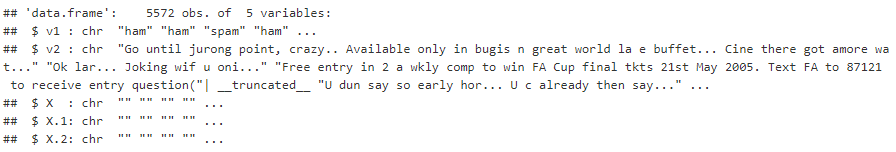 ## 'data.frame':    5572 obs. of  5 variables:
##  $ v1 : chr  "ham" "ham" "spam" "ham" ...
##  $ v2 : chr  "Go until jurong point, crazy.. Available only in bugis n great world la e buffet... Cine there got amore wa
t..." "Ok lar... Joking wif u oni..." "Free entry in 2 a wkly comp to win FA Cup final tkts 21st May 2005. Text FA to 87121
 to receive entry question("| __truncated__ "U dun say so early hor... U c already then say..." ...
##  $ X  : chr  "" "" "" "" ...
##  $ X.1: chr  "" "" "" "" ...
##  $ X.2: chr  "" "" "" "" ...